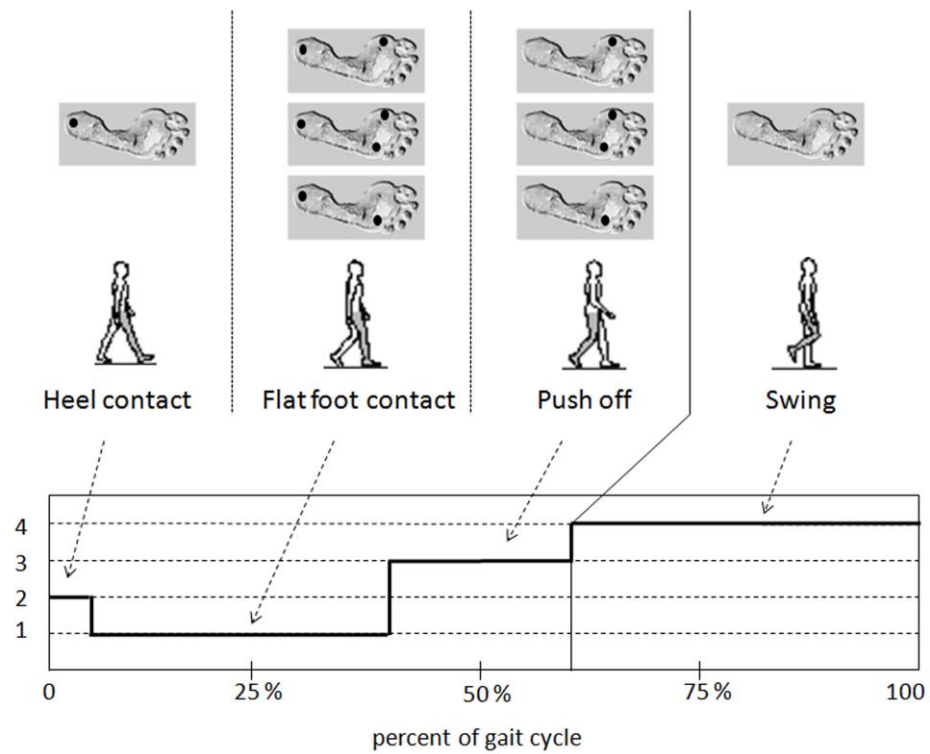 Heel contact
Flat foot contact
Push off
Swing
4
3
2
1
0
25 %
50 %
75 %
100
percent of gait cycle